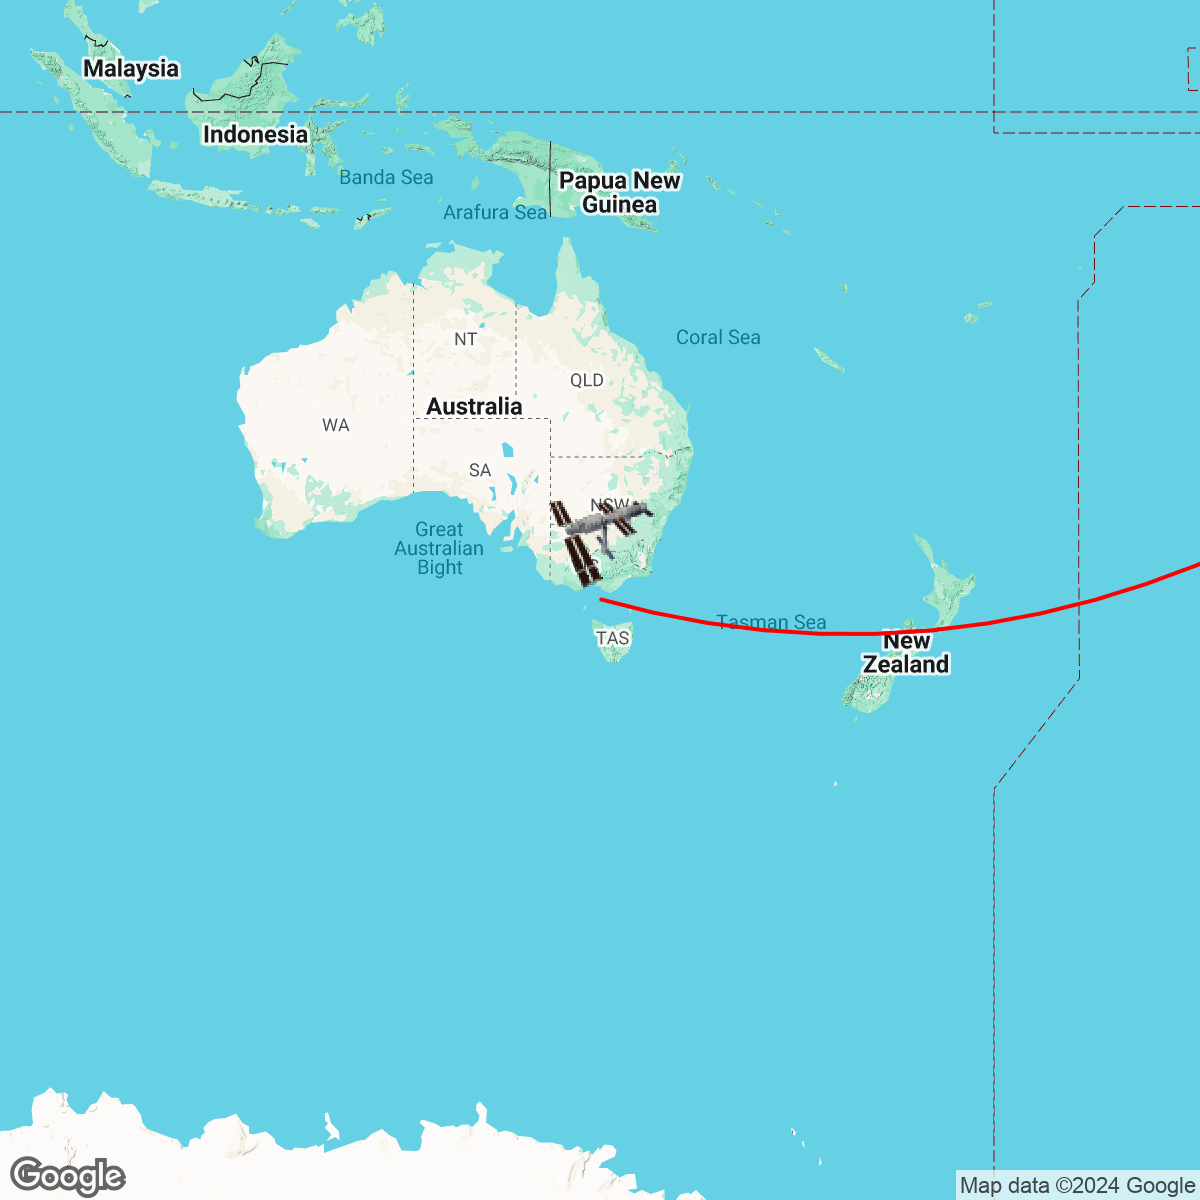 Malaysia
Indonesia
Banda Sea
Papua New
Guinea
Arafura Sea
NT
Coral Sea
QLD
Australia
WA
SA
NSW
Great
Australian
Bight
Tasman Sea
TAS
New
Zealand
Google
Map data ©2024 Google